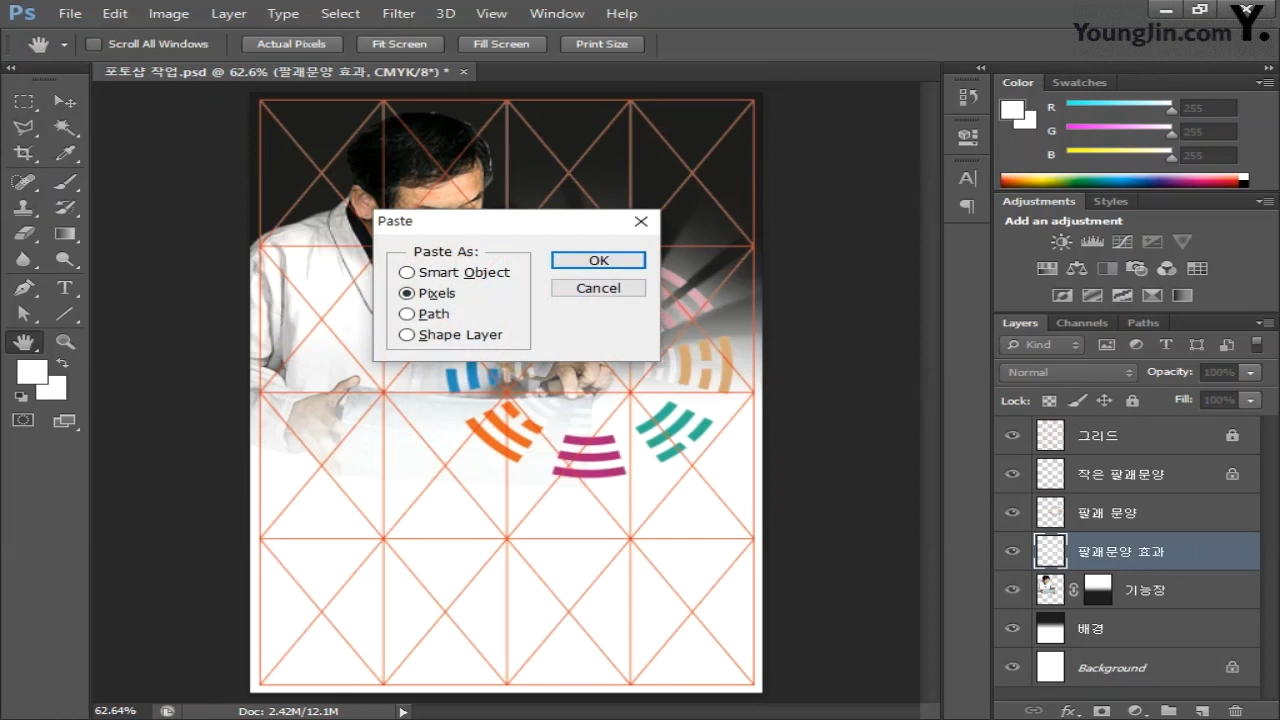 Ps File Edit Image Layer Type Select Filter 3D View Window Help
YoungJin.com Y.
Scroll All Windows Actual Pixels Fit Screen Fill Screen Print Size
포토샵 작업.psd @ 62.6% (팔괘문양 효과, CMYK/8*) * ×
Color Swatches
R 255
G 255
B 255
Adjustments Styles
Add an adjustment
Paste
Paste As:
Smart Object
Pixels
Path
Shape Layer
OK
Cancel
Layers Channels Paths
Kind
Normal Opacity: 100%
Lock: Fill: 100%
그리드
작은 팔괘문양
팔괘 문양
팔괘문양 효과
기능장
배경
Background
62.64% Doc: 2.42M/12.1M